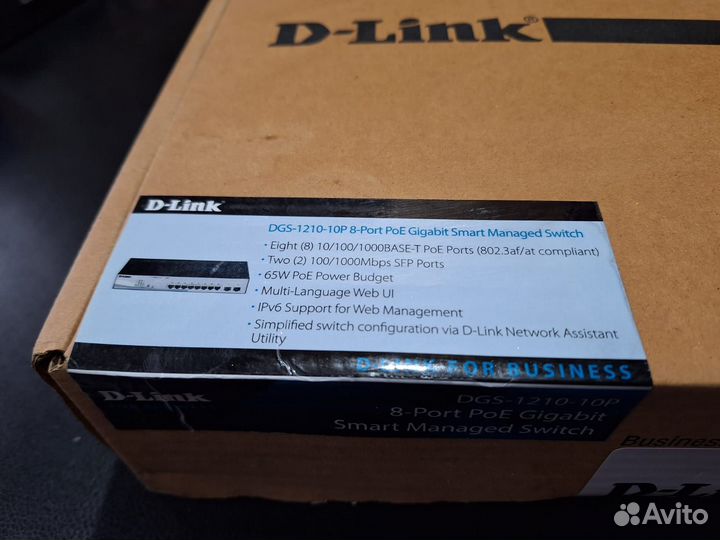 D-Link
D-Link
DGS-1210-10P 8-Port PoE Gigabit Smart Managed Switch
· Eight (8) 10/100/1000BASE-T PoE Ports (802.3af/at compliant)
· Two (2) 100/1000Mbps SFP Ports
· 65W PoE Power Budget
· Multi-Language Web UI
· IPv6 Support for Web Management
· Simplified switch configuration via D-Link Network Assistant
Utility
D-LINK FOR BUSINESS
D-Link
DGS-1210-10P
8-Port PoE Gigabit
Smart Managed Switch
Business
Avito